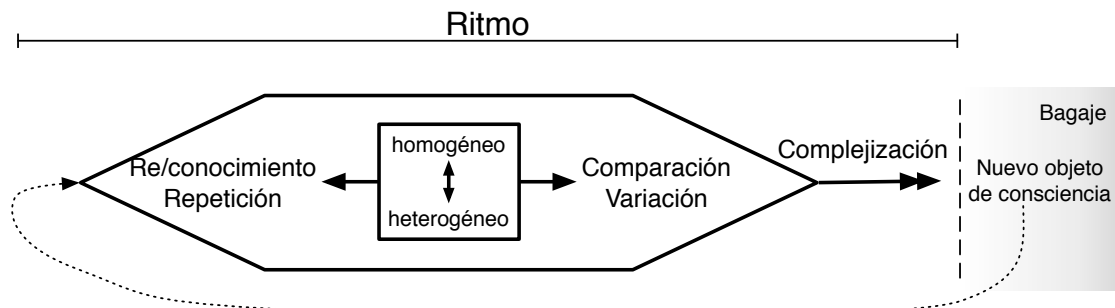 Ritmo
Bagaje
homogéneo
heterogéneo
Re/conocimiento
Repetición
Comparación
Variación
Complejización
Nuevo objeto
de consciencia